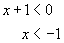 x + 1 < 0
x < −1